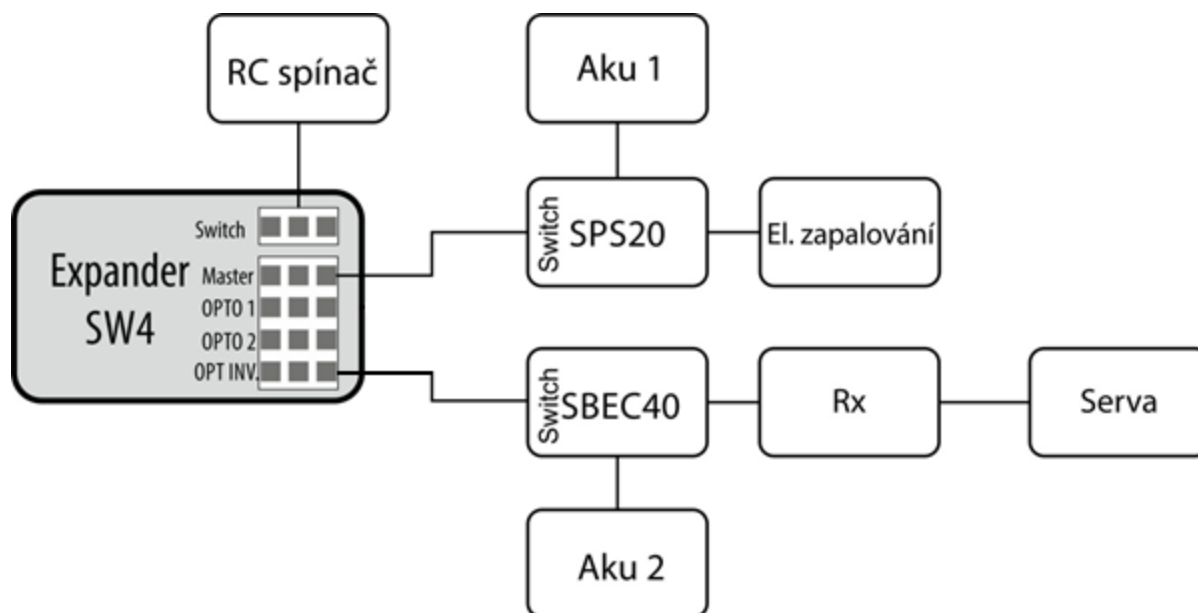 RC spínač
Aku 1
Switch
Expander
SW4
Master
OPTO 1
OPTO 2
OPT INV.
Switch
SPS20
El. zapalování
Switch
SBEC40
Rx
Serva
Aku 2